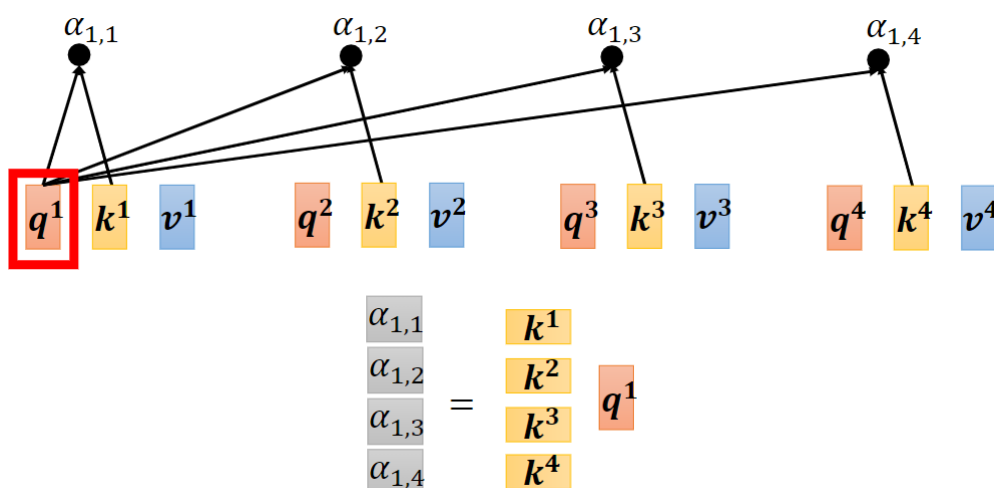 α1,1 α1,2 α1,3 α1,4
q¹ k¹ v¹ q² k² v² q³ k³ v³ q⁴ k⁴ v⁴
α1,1 k¹
α1,2 k²
= q¹
α1,3 k³
α1,4 k⁴